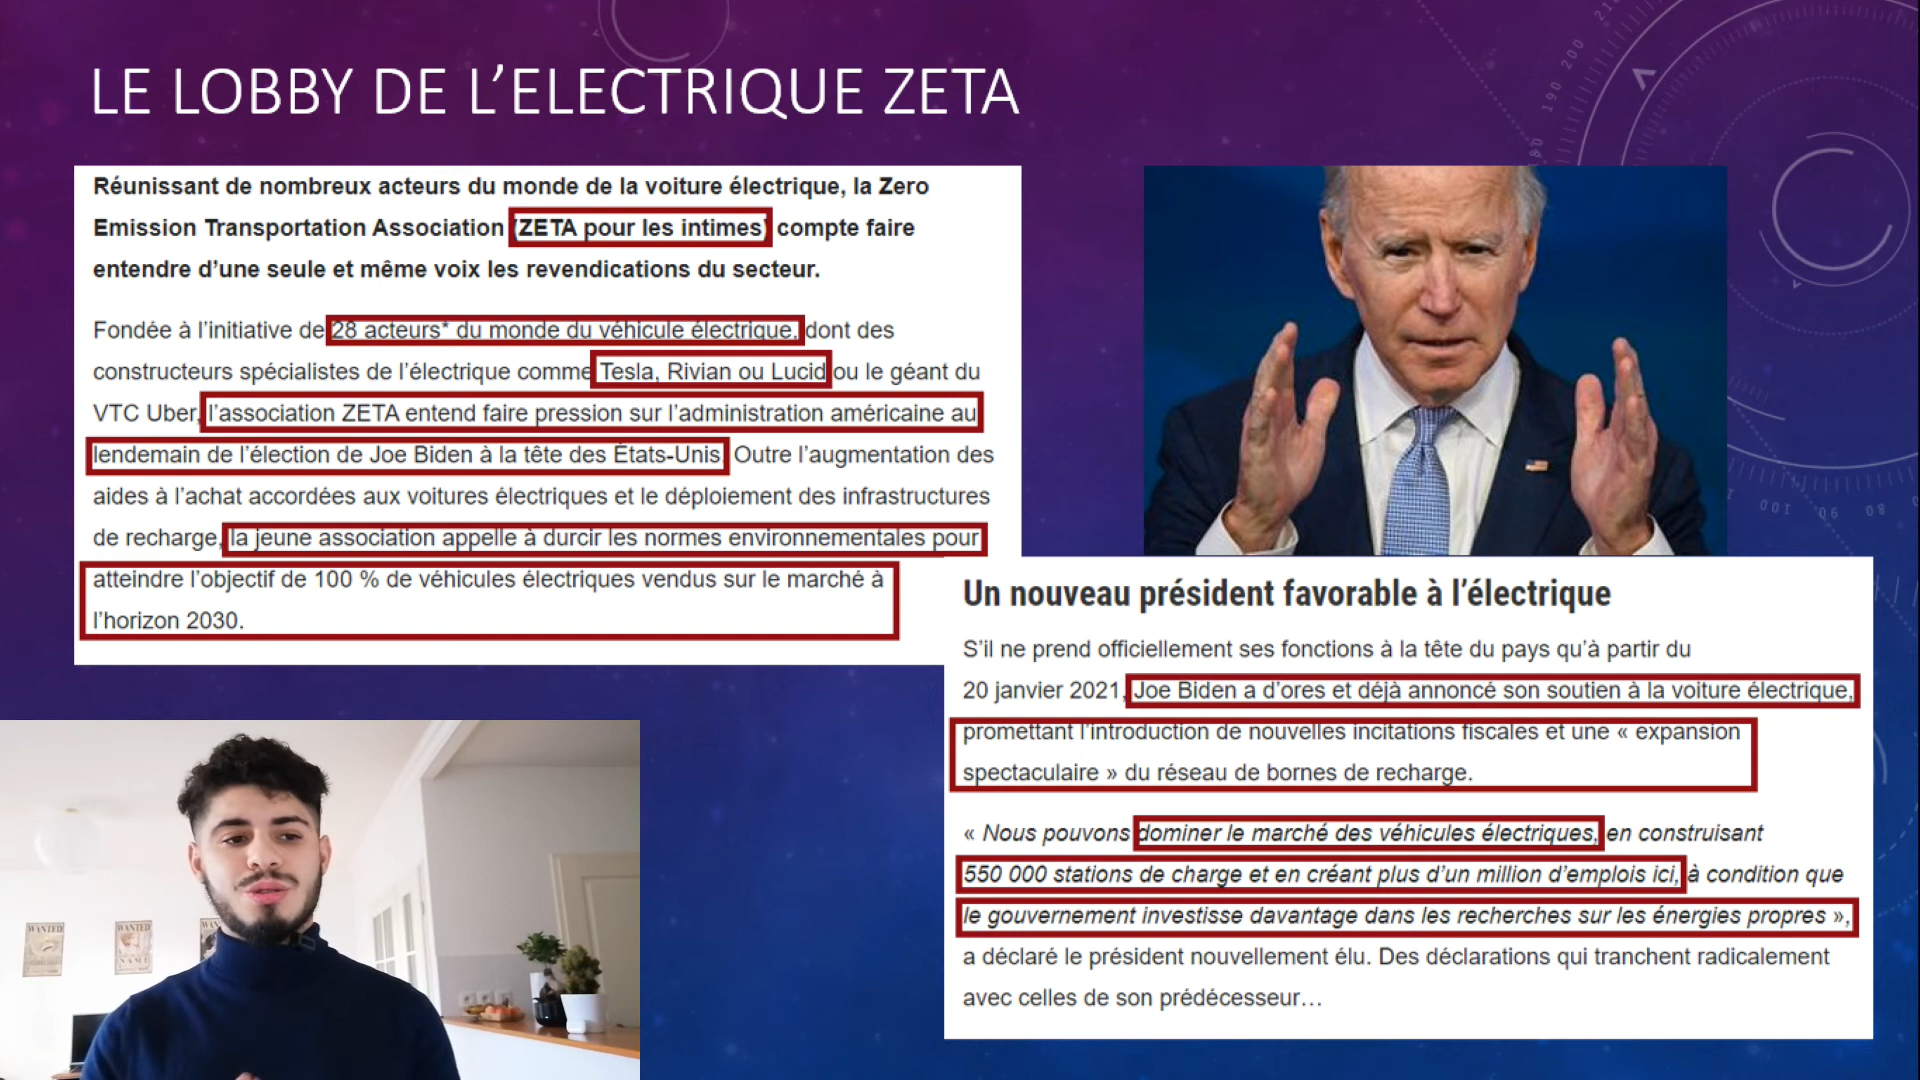 LE LOBBY DE L’ELECTRIQUE ZETA
Réunissant de nombreux acteurs du monde de la voiture électrique, la Zero
Emission Transportation Association (ZETA pour les intimes) compte faire
entendre d’une seule et même voix les revendications du secteur.
Fondée à l’initiative de 28 acteurs* du monde du véhicule électrique, dont des
constructeurs spécialistes de l’électrique comme Tesla, Rivian ou Lucid ou le géant du
VTC Uber, l’association ZETA entend faire pression sur l’administration américaine au
lendemain de l’élection de Joe Biden à la tête des États-Unis. Outre l’augmentation des
aides à l’achat accordées aux voitures électriques et le déploiement des infrastructures
de recharge, la jeune association appelle à durcir les normes environnementales pour
atteindre l’objectif de 100 % de véhicules électriques vendus sur le marché à
l’horizon 2030.
Un nouveau président favorable à l’électrique
S’il ne prend officiellement ses fonctions à la tête du pays qu’à partir du
20 janvier 2021, Joe Biden a d’ores et déjà annoncé son soutien à la voiture électrique,
promettant l’introduction de nouvelles incitations fiscales et une « expansion
spectaculaire » du réseau de bornes de recharge.
« Nous pouvons dominer le marché des véhicules électriques, en construisant
550 000 stations de charge et en créant plus d’un million d’emplois ici, à condition que
le gouvernement investisse davantage dans les recherches sur les énergies propres »,
a déclaré le président nouvellement élu. Des déclarations qui tranchent radicalement
avec celles de son prédécesseur…
210
200
190
100
90
80
WANTED
WANTED
NAMI